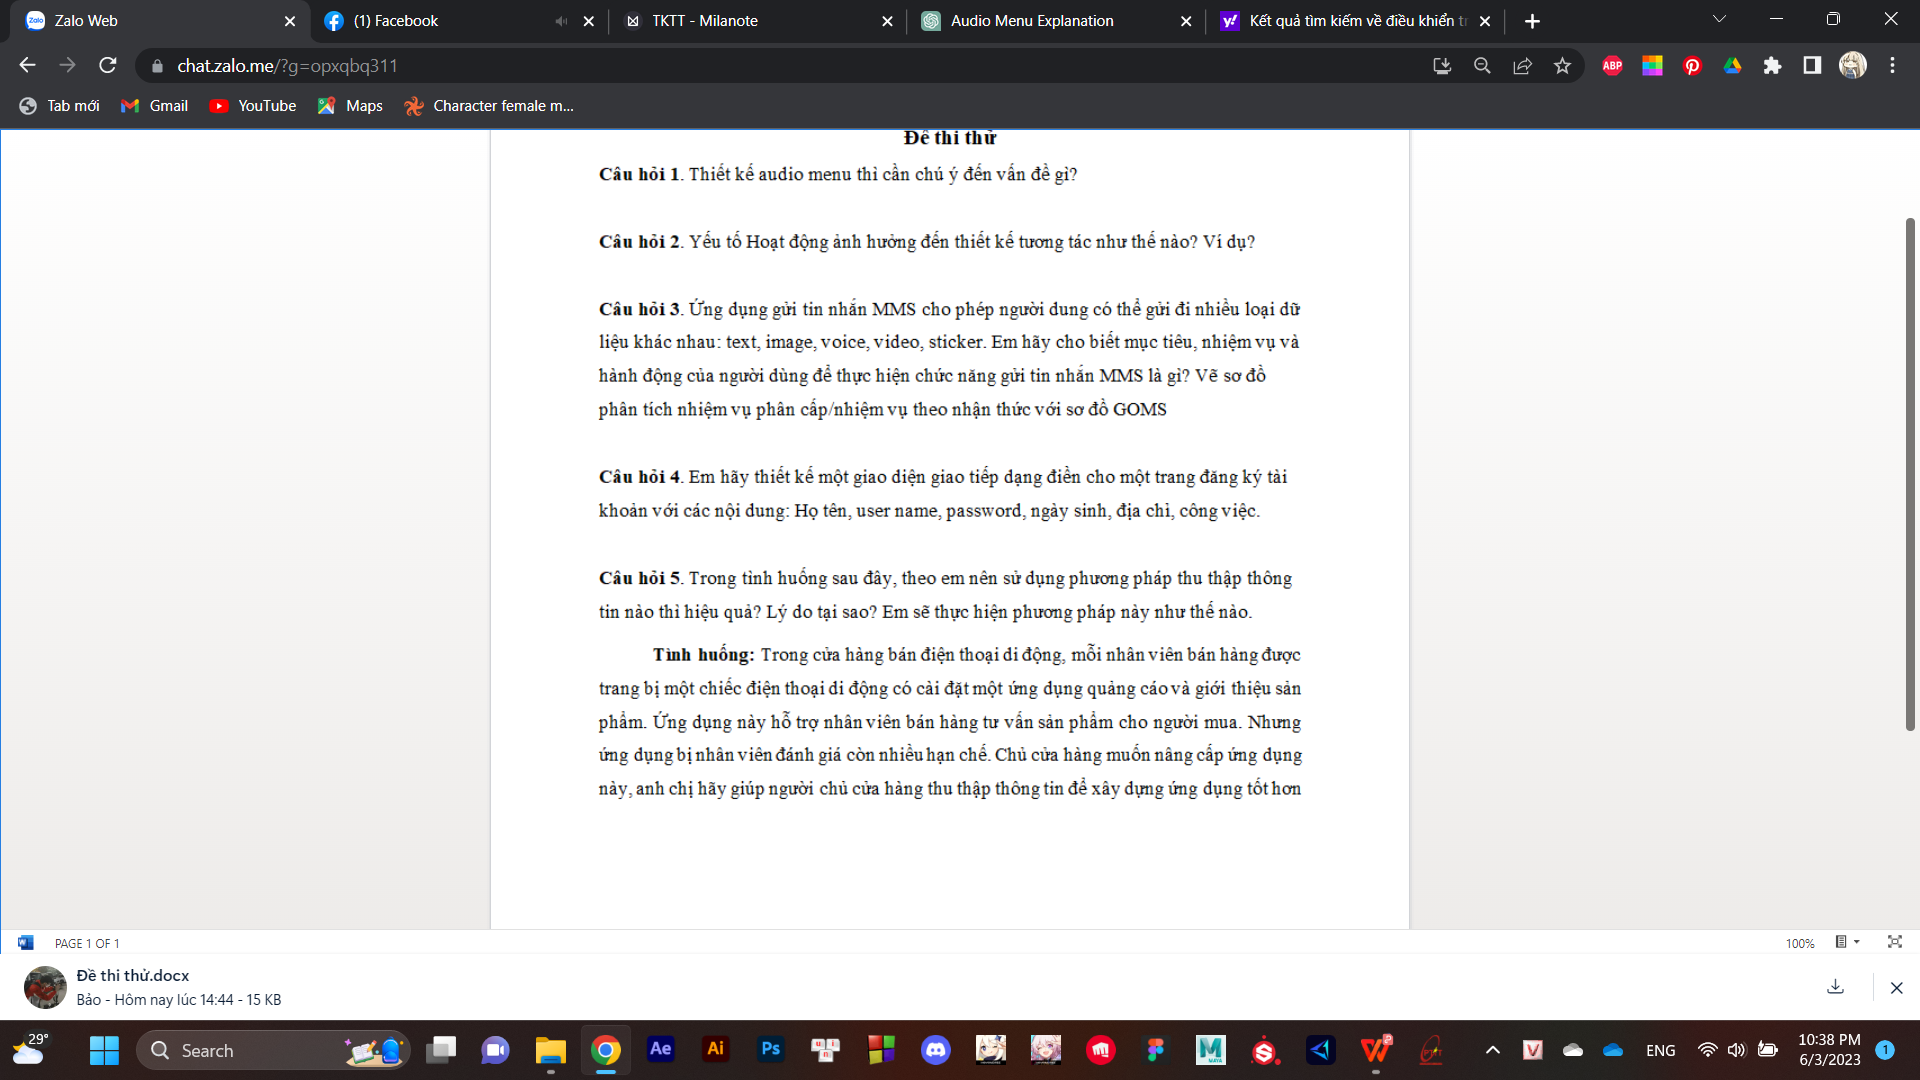 Zalo Web
(1) Facebook
TKTT - Milanote
Audio Menu Explanation
Kết quả tìm kiếm về điều khiển
chat.zalo.me/?g=opxqbq311
ABP
Tab mới
Gmail
YouTube
Maps
Character female m...
Đề thi thử
Câu hỏi 1. Thiết kế audio menu thì cần chú ý đến vấn đề gì?
Câu hỏi 2. Yếu tố Hoạt động ảnh hưởng đến thiết kế tương tác như thế nào? Ví dụ?
Câu hỏi 3. Ứng dụng gửi tin nhắn MMS cho phép người dung có thể gửi đi nhiều loại dữ
liệu khác nhau: text, image, voice, video, sticker. Em hãy cho biết mục tiêu, nhiệm vụ và
hành động của người dùng để thực hiện chức năng gửi tin nhắn MMS là gì? Vẽ sơ đồ
phân tích nhiệm vụ phân cấp/nhiệm vụ theo nhận thức với sơ đồ GOMS
Câu hỏi 4. Em hãy thiết kế một giao diện giao tiếp dạng điền cho một trang đăng ký tài
khoản với các nội dung: Họ tên, user name, password, ngày sinh, địa chỉ, công việc.
Câu hỏi 5. Trong tình huống sau đây, theo em nên sử dụng phương pháp thu thập thông
tin nào thì hiệu quả? Lý do tại sao? Em sẽ thực hiện phương pháp này như thế nào.
Tình huống: Trong cửa hàng bán điện thoại di động, mỗi nhân viên bán hàng được
trang bị một chiếc điện thoại di động có cài đặt một ứng dụng quảng cáo và giới thiệu sản
phẩm. Ứng dụng này hỗ trợ nhân viên bán hàng tư vấn sản phẩm cho người mua. Nhưng
ứng dụng bị nhân viên đánh giá còn nhiều hạn chế. Chủ cửa hàng muốn nâng cấp ứng dụng
này, anh chị hãy giúp người chủ cửa hàng thu thập thông tin để xây dựng ứng dụng tốt hơn
PAGE 1 OF 1
100%
Đề thi thử.docx
Bảo - Hôm nay lúc 14:44 - 15 KB
29°
Search
Ae
Ai
Ps
ENG
10:38 PM
6/3/2023
1